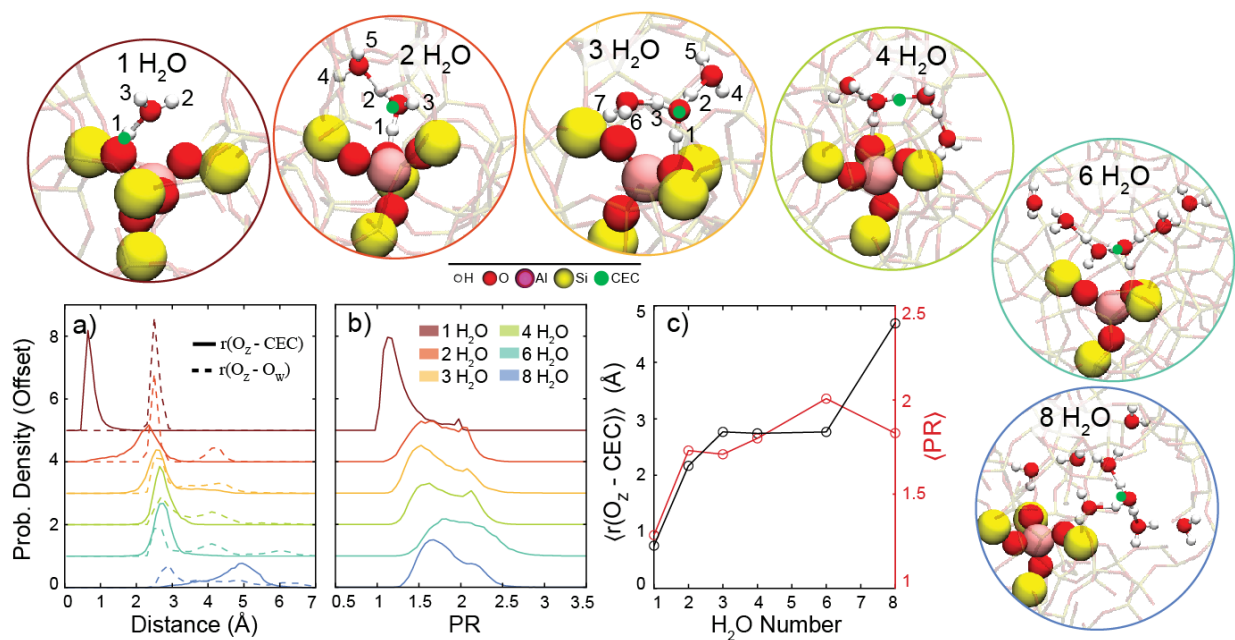 1 H₂O
3
2
1
2 H₂O
5
4
2
3
1
3 H₂O
5
2
4
7
6
3
1
4 H₂O
6 H₂O
8 H₂O
H O Al Si CEC
a)
r(O_Z - CEC)
r(O_Z - O_W)
8
6
4
2
0
Prob. Density (Offset)
0 1 2 3 4 5 6 7
Distance (Å)
b)
1 H₂O
2 H₂O
3 H₂O
4 H₂O
6 H₂O
8 H₂O
0.5 1 1.5 2 2.5 3 3.5
PR
c)
5
4
3
2
1
0
⟨r(O_Z - CEC)⟩ (Å)
1 2 3 4 5 6 7 8
H₂O Number
2.5
2
1.5
1
⟨PR⟩